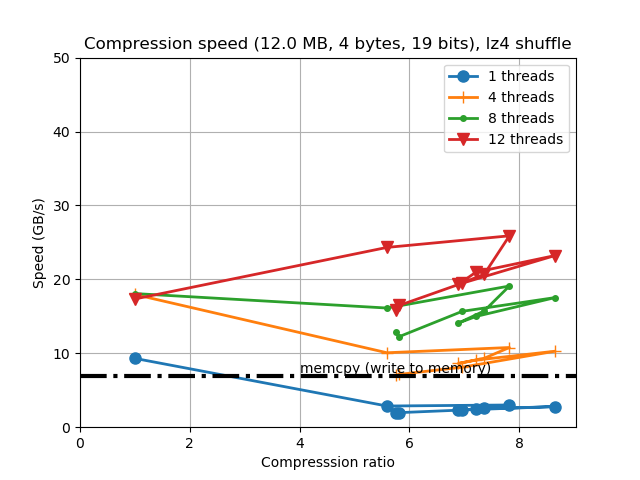 Compression speed (12.0 MB, 4 bytes, 19 bits), lz4 shuffle
50
40
30
20
10
0
Speed (GB/s)
1 threads
4 threads
8 threads
12 threads
memcpy (write to memory)
0
2
4
6
8
Compresssion ratio